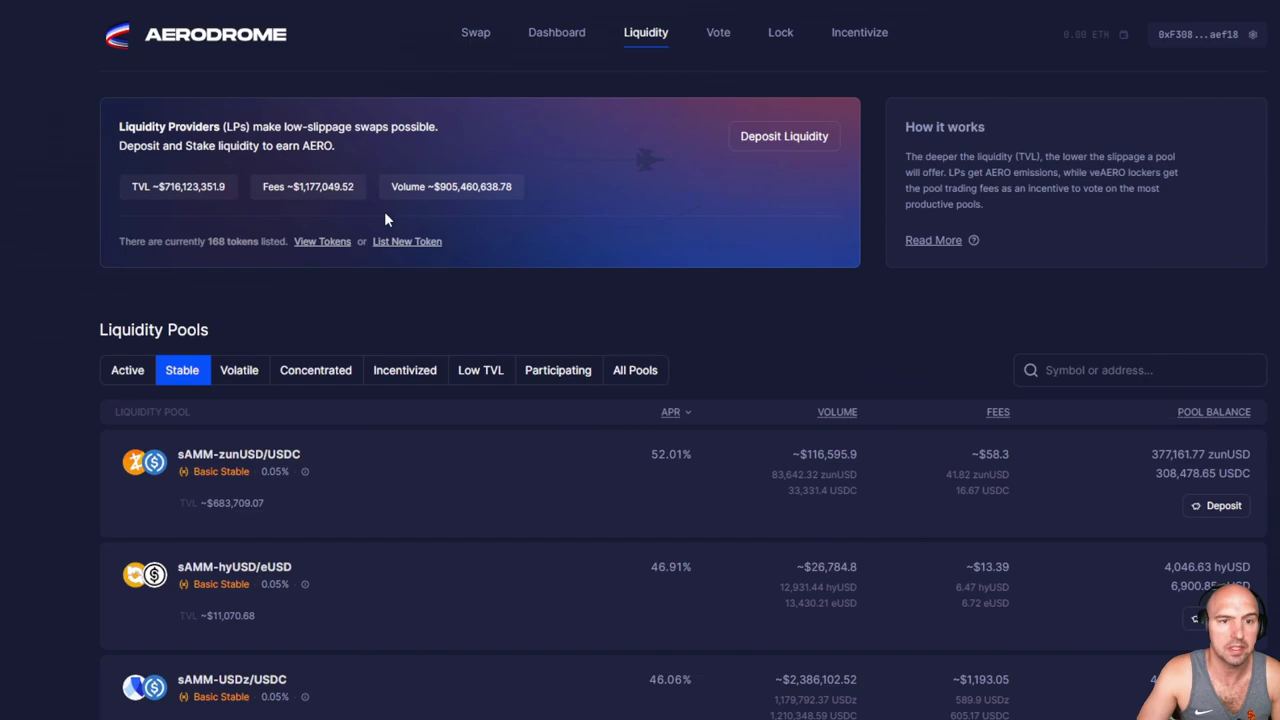 AERODROME
Swap
Dashboard
Liquidity
Vote
Lock
Incentivize
0.00 ETH
0xF308...aef18
Liquidity Providers (LPs) make low-slippage swaps possible.
Deposit and Stake liquidity to earn AERO.
Deposit Liquidity
TVL ~$716,123,351.9
Fees ~$1,177,049.52
Volume ~$905,460,638.78
There are currently 168 tokens listed. View Tokens or List New Token
How it works
The deeper the liquidity (TVL), the lower the slippage a pool
will offer. LPs get AERO emissions, while veAERO lockers get
the pool trading fees as an incentive to vote on the most
productive pools.
Read More
Liquidity Pools
Active
Stable
Volatile
Concentrated
Incentivized
Low TVL
Participating
All Pools
Symbol or address...
LIQUIDITY POOL
APR
VOLUME
FEES
POOL BALANCE
sAMM-zunUSD/USDC
Basic Stable · 0.05%
TVL ~$683,709.07
52.01%
~$116,595.9
83,642.32 zunUSD
33,331.4 USDC
~$58.3
41.82 zunUSD
16.67 USDC
377,161.77 zunUSD
308,478.65 USDC
Deposit
sAMM-hyUSD/eUSD
Basic Stable · 0.05%
TVL ~$11,070.68
46.91%
~$26,784.8
12,931.44 hyUSD
13,430.21 eUSD
~$13.39
6.47 hyUSD
6.72 eUSD
4,046.63 hyUSD
sAMM-USDz/USDC
Basic Stable · 0.05%
46.06%
~$2,386,102.52
1,179,792.37 USDz
1,210,348.59 USDC
~$1,193.05
589.9 USDz
605.17 USDC